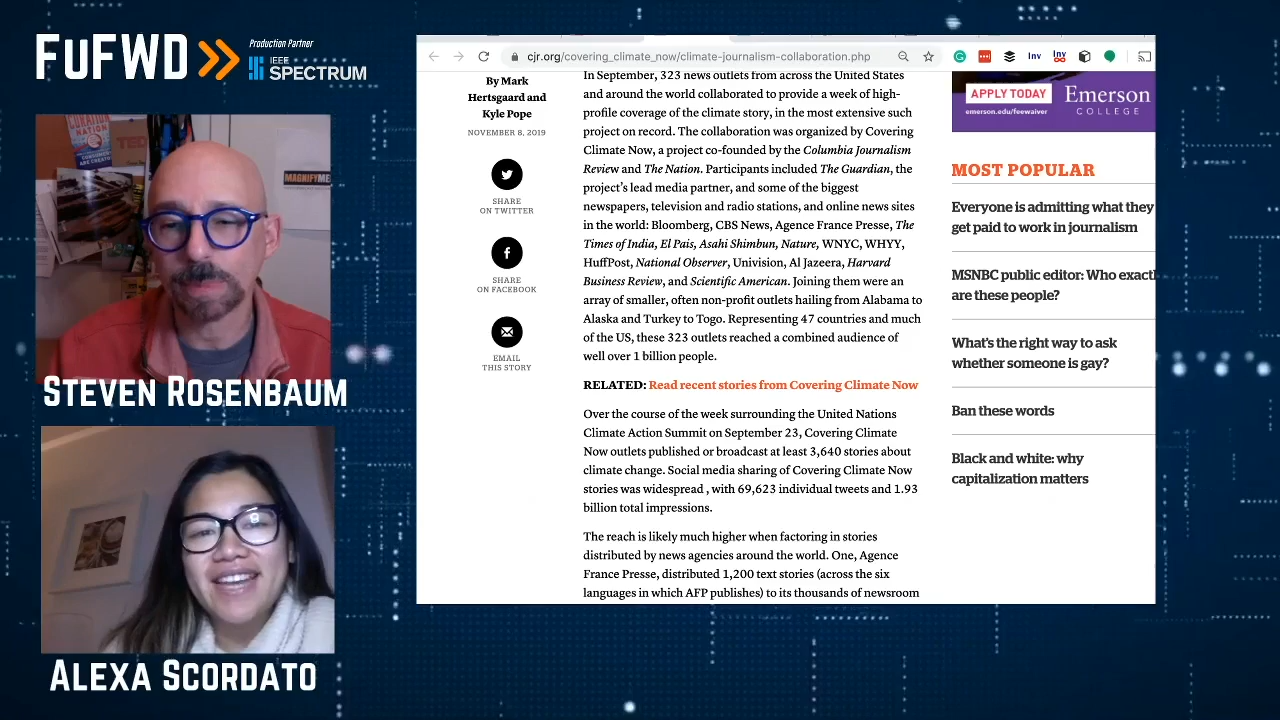 FUFWD
Production Partner
IEEE
SPECTRUM
TED
MAGNIFYME
STEVEN ROSENBAUM
ALEXA SCORDATO
cjr.org/covering_climate_now/climate-journalism-collaboration.php
Inv
Inv
By Mark
Hertsgaard and
Kyle Pope
NOVEMBER 8, 2019
SHARE
ON TWITTER
SHARE
ON FACEBOOK
EMAIL
THIS STORY
In September, 323 news outlets from across the United States
and around the world collaborated to provide a week of high-
profile coverage of the climate story, in the most extensive such
project on record. The collaboration was organized by Covering
Climate Now, a project co-founded by the Columbia Journalism
Review and The Nation. Participants included The Guardian, the
project's lead media partner, and some of the biggest
newspapers, television and radio stations, and online news sites
in the world: Bloomberg, CBS News, Agence France Presse, The
Times of India, El Pais, Asahi Shimbun, Nature, WNYC, WHYY,
HuffPost, National Observer, Univision, Al Jazeera, Harvard
Business Review, and Scientific American. Joining them were an
array of smaller, often non-profit outlets hailing from Alabama to
Alaska and Turkey to Togo. Representing 47 countries and much
of the US, these 323 outlets reached a combined audience of
well over 1 billion people.
RELATED: Read recent stories from Covering Climate Now
Over the course of the week surrounding the United Nations
Climate Action Summit on September 23, Covering Climate
Now outlets published or broadcast at least 3,640 stories about
climate change. Social media sharing of Covering Climate Now
stories was widespread , with 69,623 individual tweets and 1.93
billion total impressions.
The reach is likely much higher when factoring in stories
distributed by news agencies around the world. One, Agence
France Presse, distributed 1,200 text stories (across the six
languages in which AFP publishes) to its thousands of newsroom
APPLY TODAY
emerson.edu/feewaiver
Emerson
COLLEGE
MOST POPULAR
Everyone is admitting what they
get paid to work in journalism
MSNBC public editor: Who exactl
are these people?
What's the right way to ask
whether someone is gay?
Ban these words
Black and white: why
capitalization matters